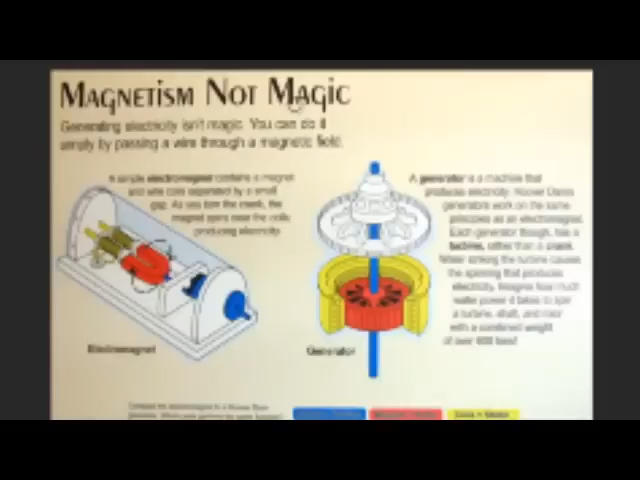 Magnetism Not Magic
Generating electricity isn't magic. You can do it
simply by passing a wire through a magnetic field.
A simple electromagnet contains a magnet
and wire coils separated by a small
gap. As you turn the crank, the
magnet spins near the coils
producing electricity.
A generator is a machine that
produces electricity. Hoover Dam's
generators work on the same
principles as an electromagnet.
Each generator though, has a
turbine, rather than a crank.
Water striking the turbine causes
the spinning that produces
electricity. Imagine how much
water power it takes to spin
a turbine, shaft, and rotor
with a combined weight
of over
Electromagnet
Generator